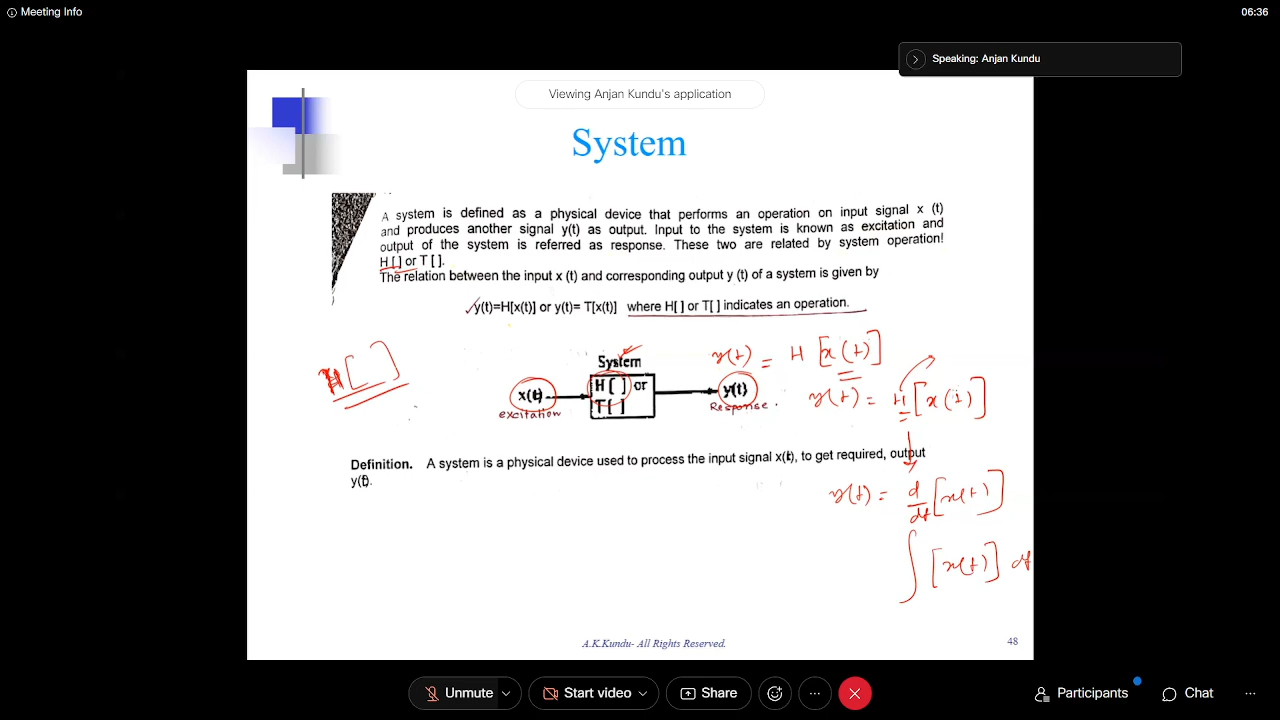 Meeting Info
06:36
Speaking: Anjan Kundu
Viewing Anjan Kundu's application
System
A system is defined as a physical device that performs an operation on input signal x (t)
and produces another signal y(t) as output. Input to the system is known as excitation and
output of the system is referred as response. These two are related by system operation!
H [ ] or T [ ].
The relation between the input x (t) and corresponding output y (t) of a system is given by
y(t)=H[x(t)] or y(t)= T[x(t)] where H[ ] or T[ ] indicates an operation.
H[ ]
System
x(t)
H [ ] or
T [ ]
y(t)
excitation
Response.
y(t) = H [x(t)]
y(t) = H [x(t)]
y(t) = d/dt [x(t)]
∫ [x(t)] dt
Definition. A system is a physical device used to process the input signal x(t), to get required, output
y(t).
A.K.Kundu- All Rights Reserved.
48
Unmute
Start video
Share
Participants
Chat